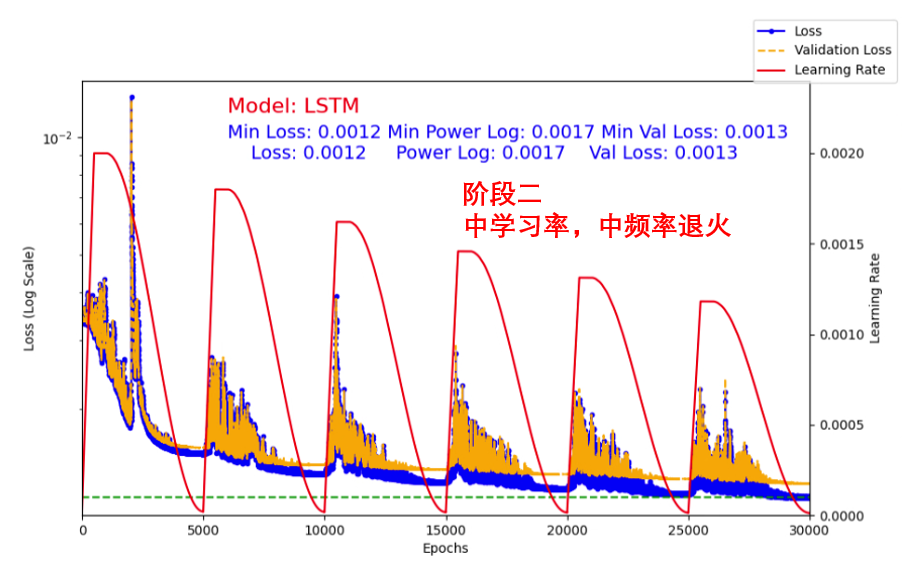 Loss
Validation Loss
Learning Rate
Model: LSTM
Min Loss: 0.0012 Min Power Log: 0.0017 Min Val Loss: 0.0013
Loss: 0.0012 Power Log: 0.0017 Val Loss: 0.0013
阶段二
中学习率，中频率退火
10⁻²
Loss (Log Scale)
0.0020
0.0015
0.0010
0.0005
0.0000
Learning Rate
0 5000 10000 15000 20000 25000 30000
Epochs